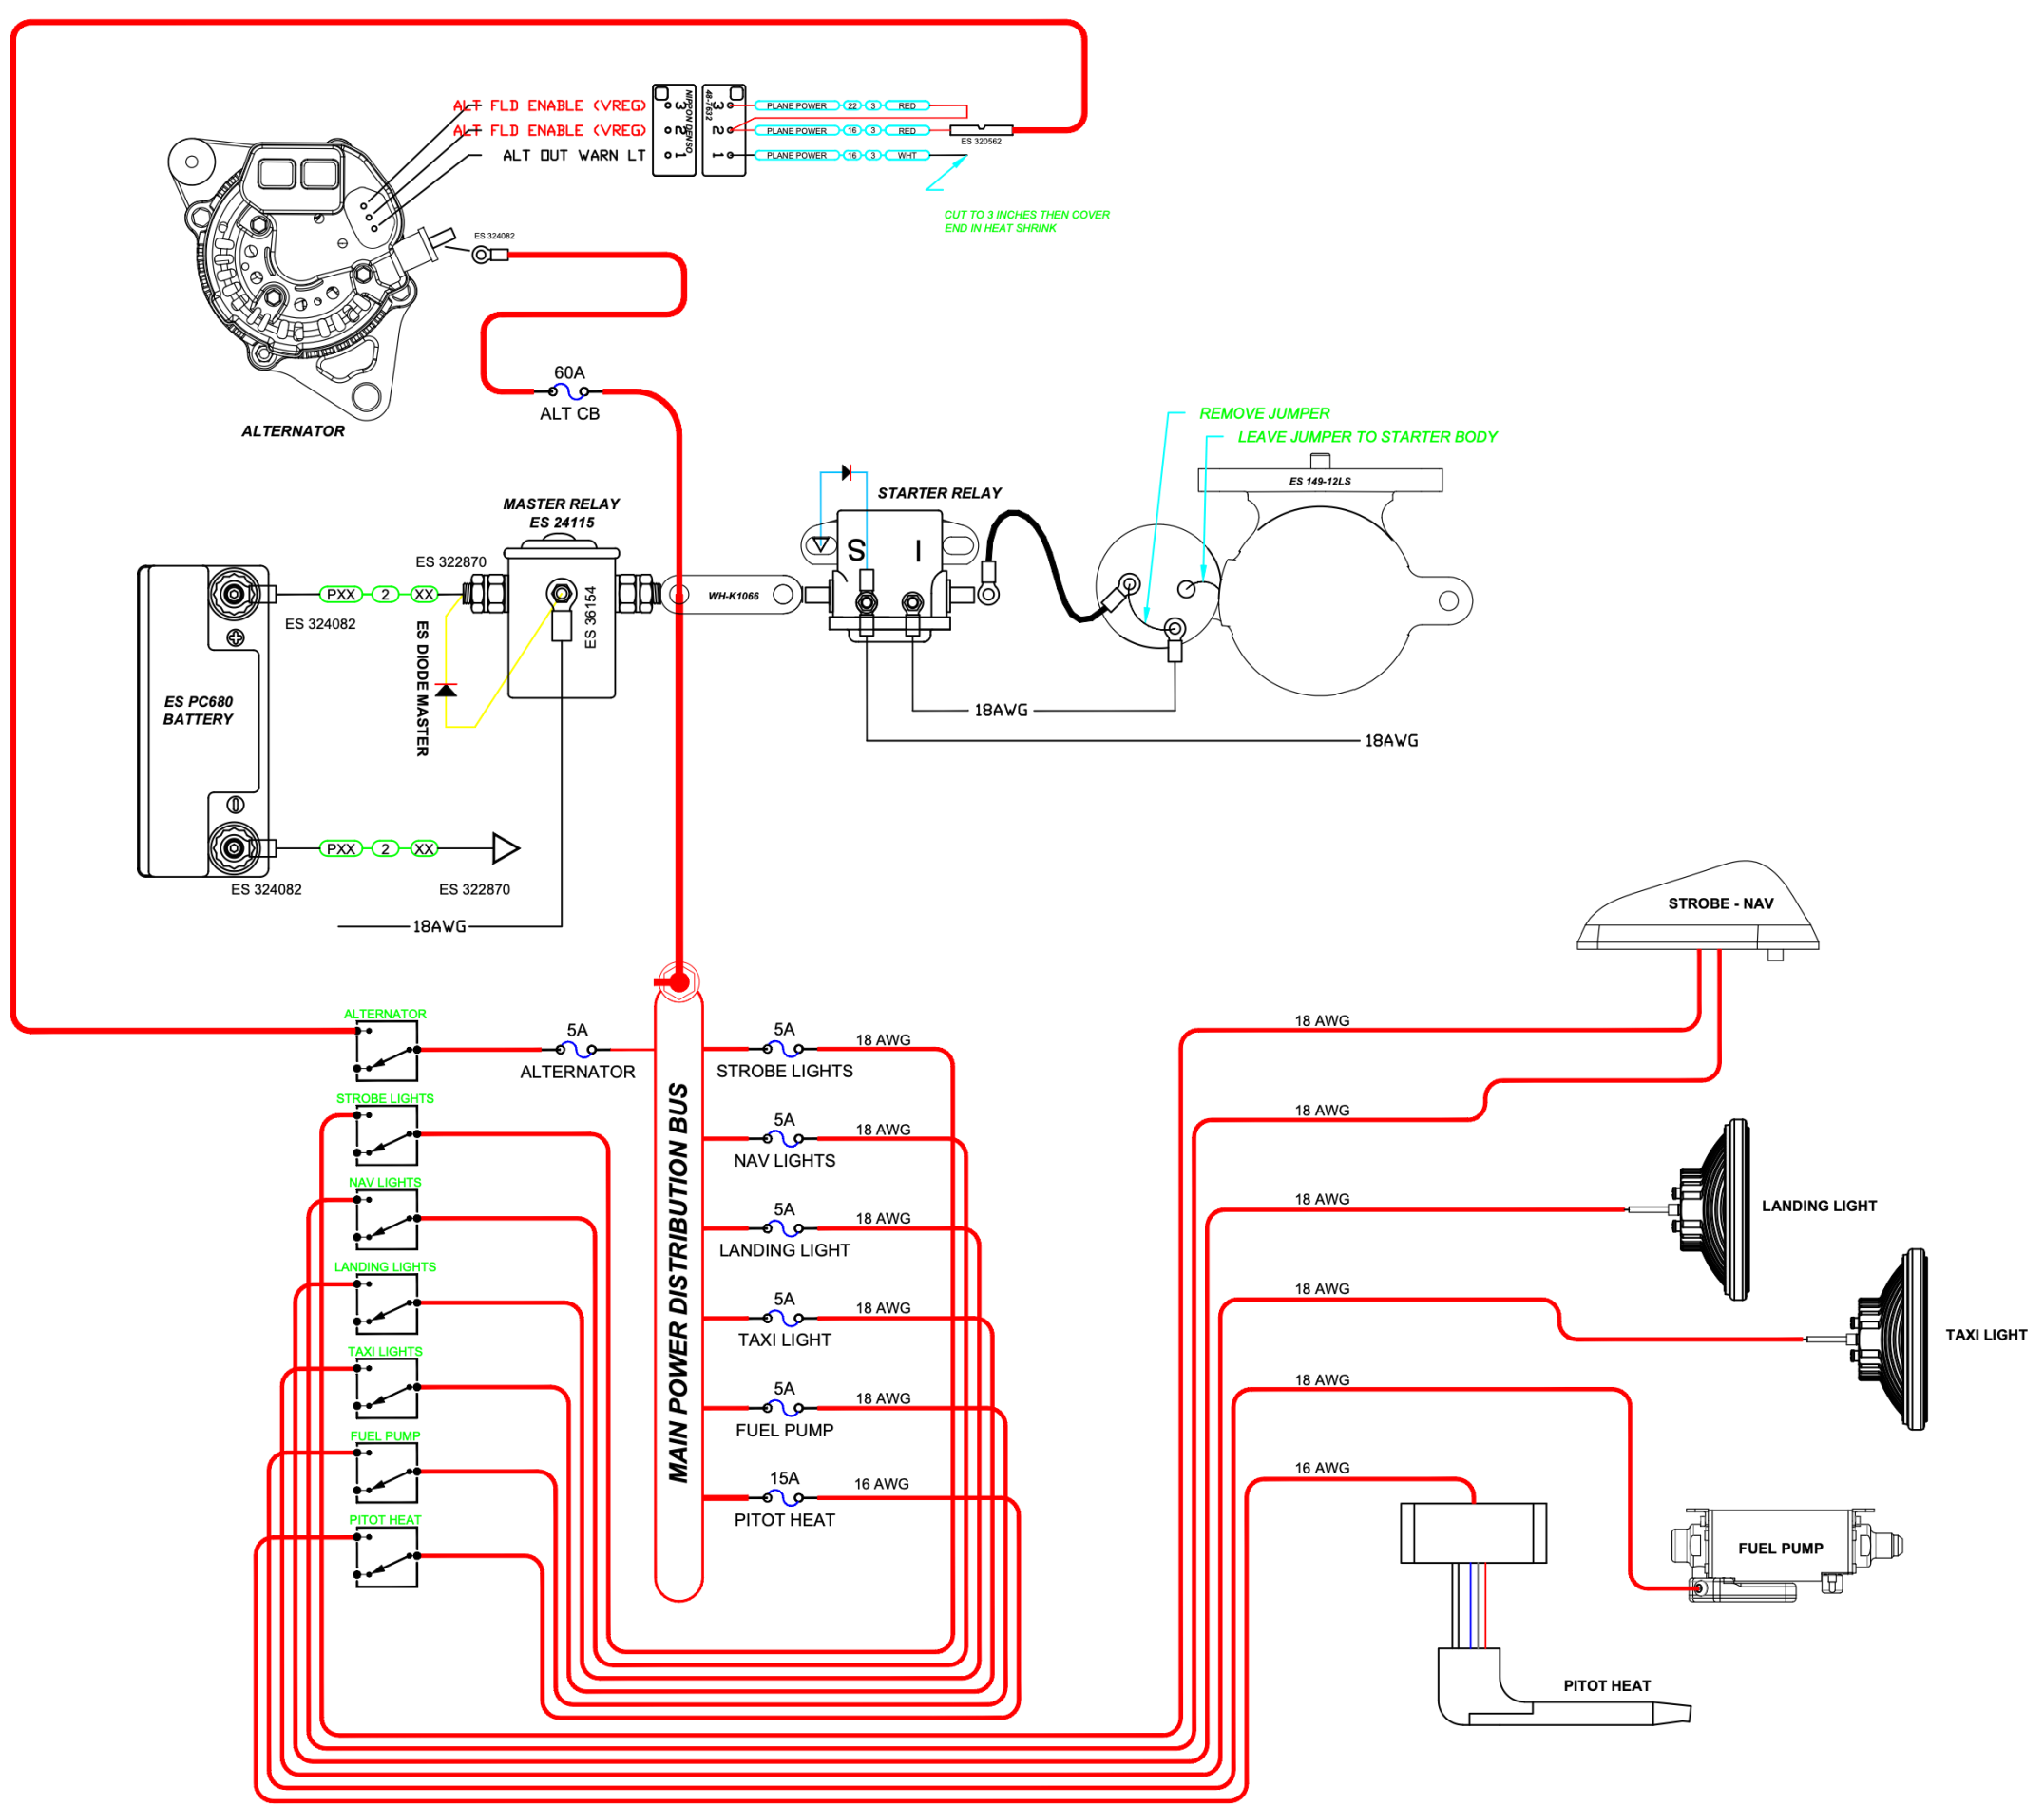 ALT FLD ENABLE (VREG)
ALT FLD ENABLE (VREG)
ALT OUT WARN LT
3
2
1
NIPPON DENSO
48-7632
3
2
1
PLANE POWER 22 3 RED
PLANE POWER 16 3 RED
PLANE POWER 16 3 WHT
ES 320562
CUT TO 3 INCHES THEN COVER
END IN HEAT SHRINK
ES 324082
ALTERNATOR
60A
ALT CB
REMOVE JUMPER
LEAVE JUMPER TO STARTER BODY
ES 149-12LS
MASTER RELAY
ES 24115
STARTER RELAY
S I
ES 322870
PXX 2 XX
ES 324082
ES 36154
WH-K1066
ES DIODE MASTER
ES PC680
BATTERY
18AWG
18AWG
PXX 2 XX
ES 324082
ES 322870
18AWG
STROBE - NAV
ALTERNATOR
5A
ALTERNATOR
MAIN POWER DISTRIBUTION BUS
5A
18 AWG
STROBE LIGHTS
5A
18 AWG
NAV LIGHTS
5A
18 AWG
LANDING LIGHT
5A
18 AWG
TAXI LIGHT
5A
18 AWG
FUEL PUMP
15A
16 AWG
PITOT HEAT
STROBE LIGHTS
NAV LIGHTS
LANDING LIGHTS
TAXI LIGHTS
FUEL PUMP
PITOT HEAT
18 AWG
18 AWG
18 AWG
LANDING LIGHT
18 AWG
TAXI LIGHT
18 AWG
16 AWG
FUEL PUMP
PITOT HEAT